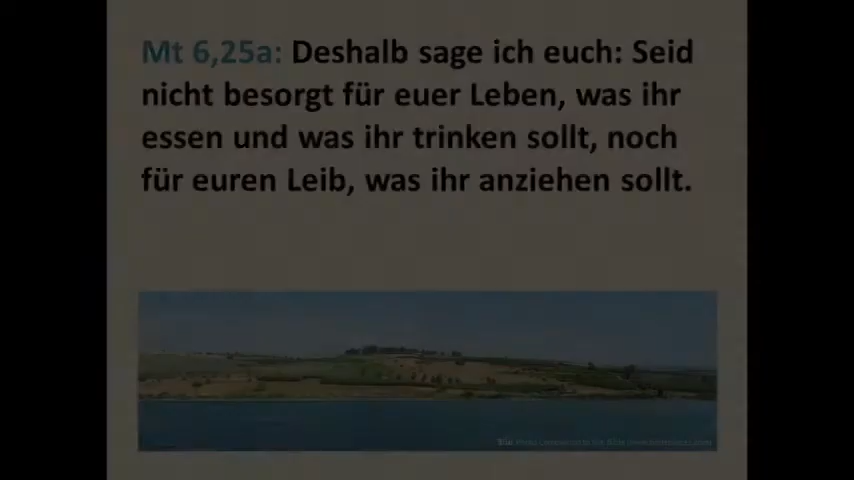 Mt 6,25a: Deshalb sage ich euch: Seid
nicht besorgt für euer Leben, was ihr
essen und was ihr trinken sollt, noch
für euren Leib, was ihr anziehen sollt.